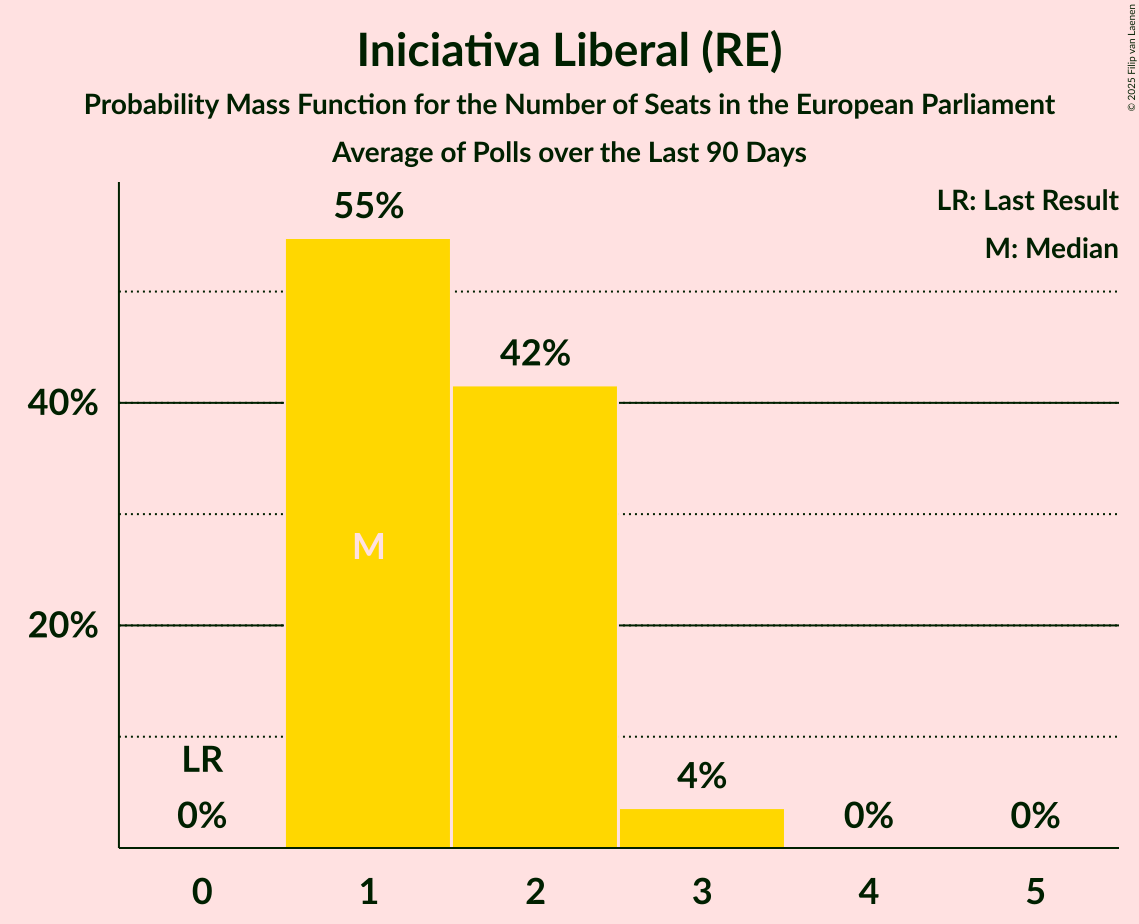 Iniciativa Liberal (RE)
Probability Mass Function for the Number of Seats in the European Parliament
Average of Polls over the Last 90 Days
© 2025 Filip van Laenen
LR: Last Result
M: Median
55%
42%
40%
M
20%
LR
0%
4%
0%
0%
0 1 2 3 4 5